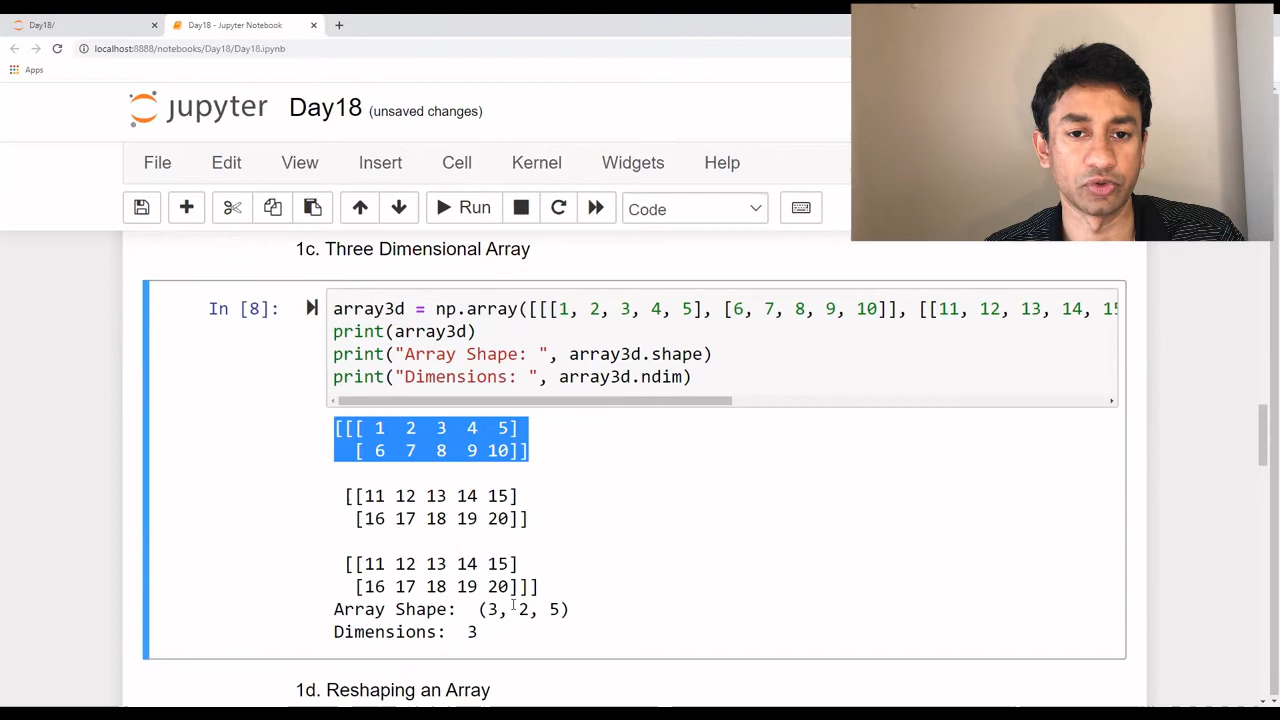 Day18/
Day18 - Jupyter Notebook
localhost:8888/notebooks/Day18/Day18.ipynb
Apps
jupyter Day18 (unsaved changes)
File Edit View Insert Cell Kernel Widgets Help
Run Code
1c. Three Dimensional Array
In [8]: array3d = np.array([[[1, 2, 3, 4, 5], [6, 7, 8, 9, 10]], [[11, 12, 13, 14, 15
print(array3d)
print("Array Shape: ", array3d.shape)
print("Dimensions: ", array3d.ndim)
[[[ 1 2 3 4 5]
[ 6 7 8 9 10]]
[[11 12 13 14 15]
[16 17 18 19 20]]
[[11 12 13 14 15]
[16 17 18 19 20]]]
Array Shape: (3, 2, 5)
Dimensions: 3
1d. Reshaping an Array